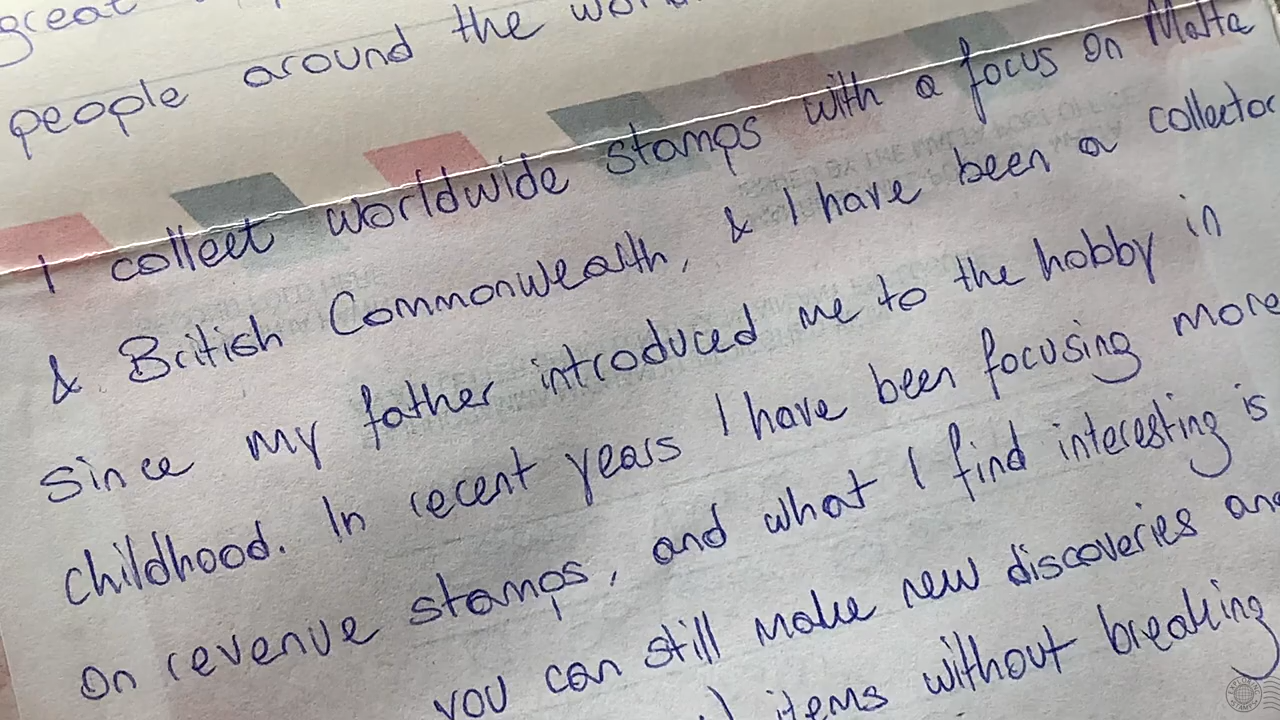 great
people around the
I collect worldwide stamps with a focus on Malta
& British Commonwealth, & I have been a collector
since my father introduced me to the hobby in
childhood. In recent years I have been focusing more
on revenue stamps, and what I find interesting is
you can still make new discoveries and
items without breaking